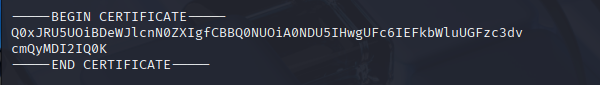 -----BEGIN CERTIFICATE-----
Q0xJRU5UOiBDeWJlcnN0ZXIgfCBBQ0NUOiA0NDU5IHwgUFc6IEFkbWluUGFzc3dv
cmQyMDI2IQ0K
-----END CERTIFICATE-----